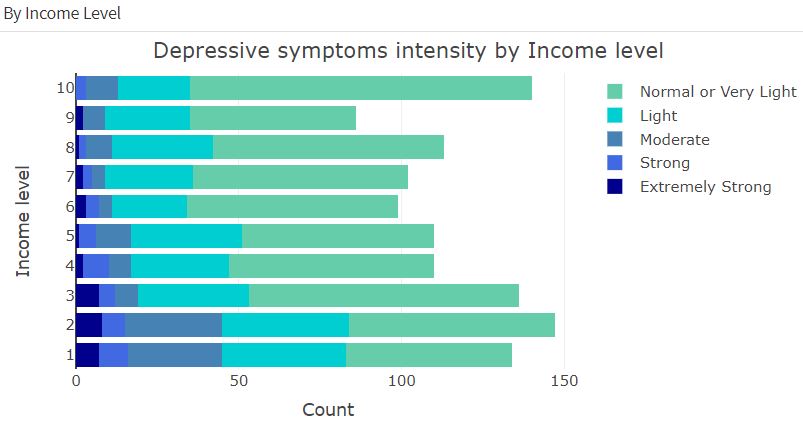 By Income Level
Depressive symptoms intensity by Income level
Income level
10
9
8
7
6
5
4
3
2
1
0 50 100 150
Count
Normal or Very Light
Light
Moderate
Strong
Extremely Strong